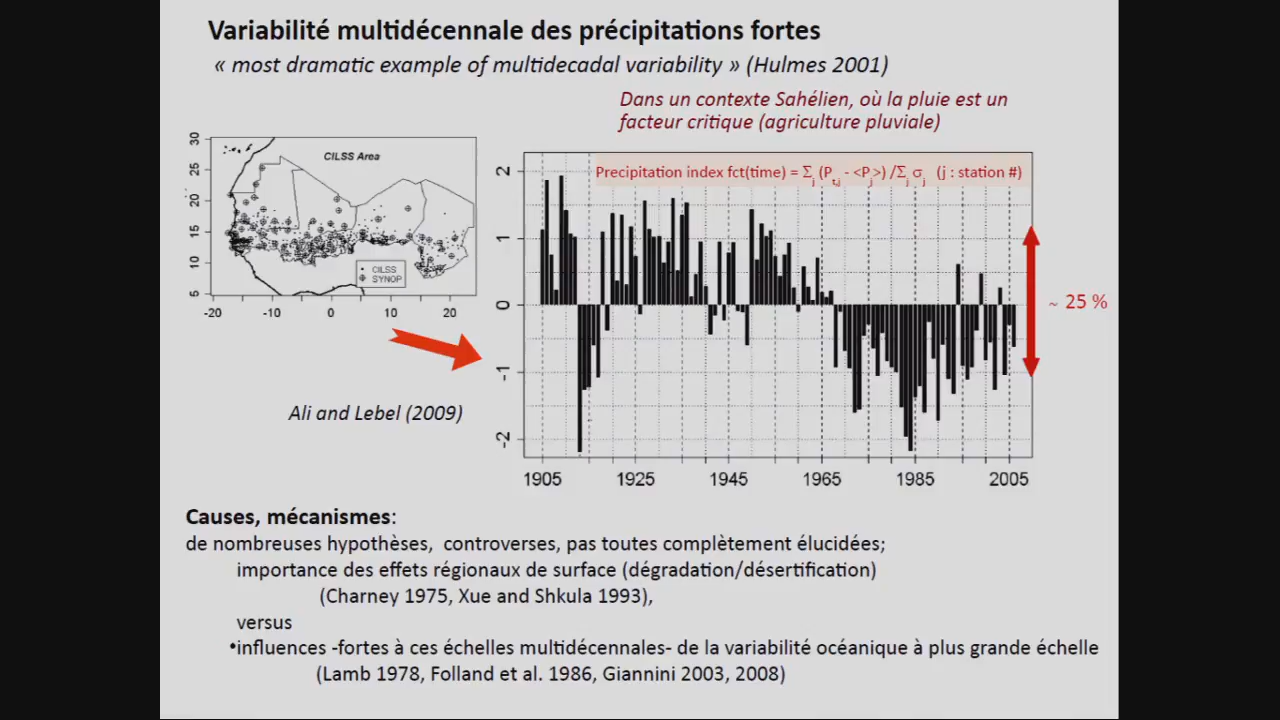 Variabilité multidécennale des précipitations fortes
« most dramatic example of multidecadal variability » (Hulmes 2001)
Dans un contexte Sahélien, où la pluie est un
facteur critique (agriculture pluviale)
CILSS Area
30
25
20
15
10
5
CILSS
SYNOP
-20 -10 0 10 20
Precipitation index fct(time) = Σj (Pt,j - <Pj>) /Σj σj (j : station #)
2
1
0
-1
-2
~ 25 %
1905 1925 1945 1965 1985 2005
Ali and Lebel (2009)
Causes, mécanismes:
de nombreuses hypothèses, controverses, pas toutes complètement élucidées;
importance des effets régionaux de surface (dégradation/désertification)
(Charney 1975, Xue and Shkula 1993),
versus
•influences -fortes à ces échelles multidécennales- de la variabilité océanique à plus grande échelle
(Lamb 1978, Folland et al. 1986, Giannini 2003, 2008)